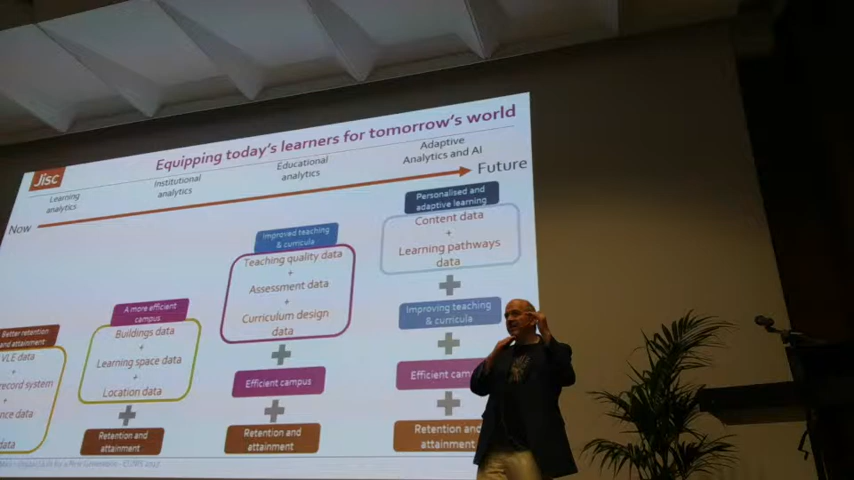 Equipping today's learners for tomorrow's world
Jisc
Learning
analytics
Institutional
analytics
Educational
analytics
Adaptive
Analytics and AI
Now
Future
Better retention
and attainment
VLE data
+
record system
+
data
data
A more efficient
campus
Buildings data
+
Learning space data
+
Location data
+
Retention and
attainment
Improved teaching
& curricula
Teaching quality data
+
Assessment data
+
Curriculum design
data
+
Efficient campus
+
Retention and
attainment
Personalised and
adaptive learning
Content data
+
Learning pathways
data
+
Improving teaching
& curricula
+
Efficient
+
Retention and
attainment